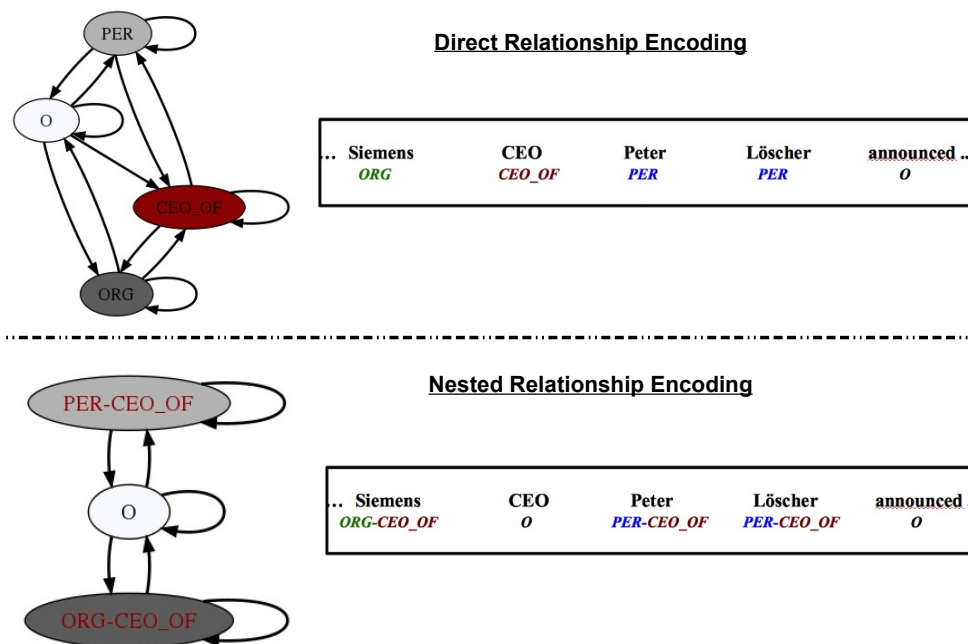 PER
Direct Relationship Encoding
O
... Siemens CEO Peter Löscher announced ..
ORG CEO_OF PER PER O
CEO_OF
ORG
Nested Relationship Encoding
PER-CEO_OF
... Siemens CEO Peter Löscher announced .
O
ORG-CEO_OF O PER-CEO_OF PER-CEO_OF O
ORG-CEO_OF